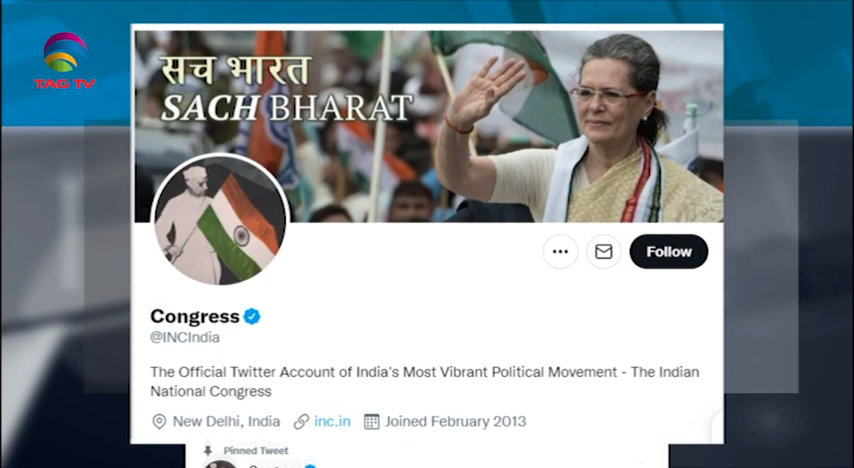 TAG TV
सच भारत
SACH BHARAT
Follow
Congress
@INCIndia
The Official Twitter Account of India's Most Vibrant Political Movement - The Indian
National Congress
New Delhi, India inc.in Joined February 2013
Pinned Tweet